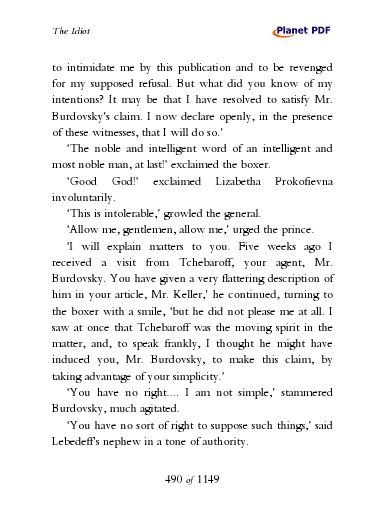 The Idiot
Planet PDF
to intimidate me by this publication and to be revenged
for my supposed refusal. But what did you know of my
intentions? It may be that I have resolved to satisfy Mr.
Burdovsky's claim. I now declare openly, in the presence
of these witnesses, that I will do so.'
'The noble and intelligent word of an intelligent and
most noble man, at last!' exclaimed the boxer.
'Good God!' exclaimed Lizabetha Prokofievna
involuntarily.
'This is intolerable,' growled the general.
'Allow me, gentlemen, allow me,' urged the prince.
'I will explain matters to you. Five weeks ago I
received a visit from Tchebaroff, your agent, Mr.
Burdovsky. You have given a very flattering description of
him in your article, Mr. Keller,' he continued, turning to
the boxer with a smile, 'but he did not please me at all. I
saw at once that Tchebaroff was the moving spirit in the
matter, and, to speak frankly, I thought he might have
induced you, Mr. Burdovsky, to make this claim, by
taking advantage of your simplicity.'
'You have no right.... I am not simple,' stammered
Burdovsky, much agitated.
'You have no sort of right to suppose such things,' said
Lebedeff's nephew in a tone of authority.
490 of 1149